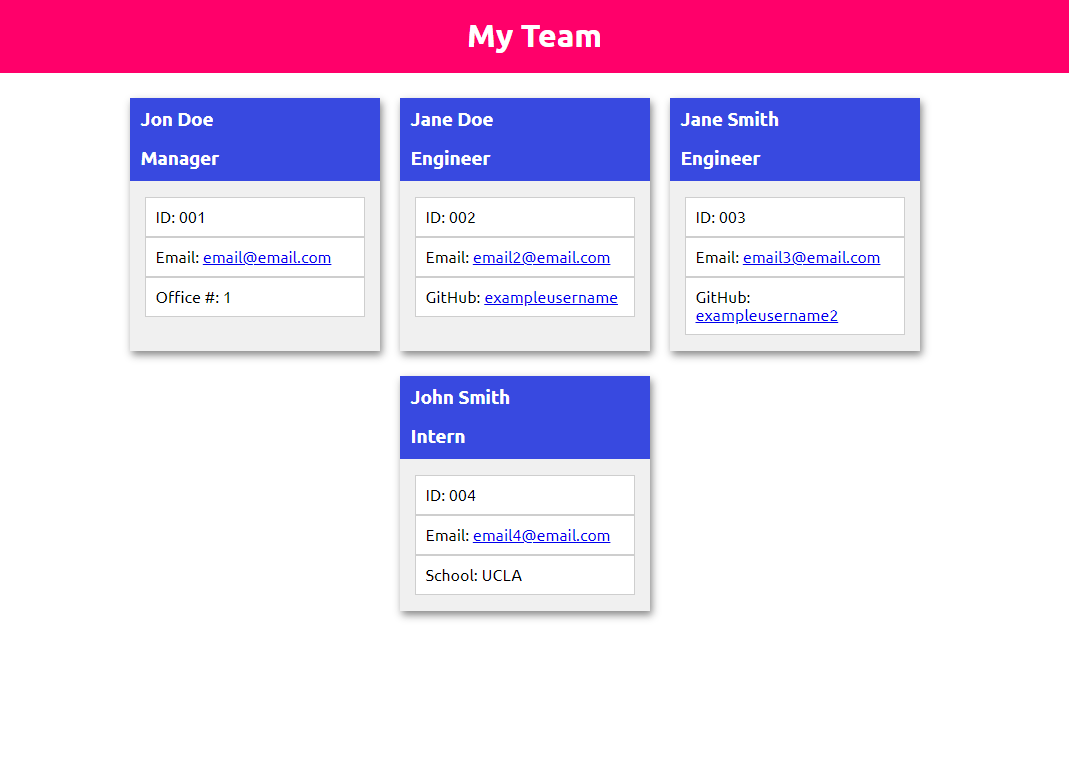 My Team
Jon Doe
Manager
ID: 001
Email: email@email.com
Office #: 1
Jane Doe
Engineer
ID: 002
Email: email2@email.com
GitHub: exampleusername
Jane Smith
Engineer
ID: 003
Email: email3@email.com
GitHub:
exampleusername2
John Smith
Intern
ID: 004
Email: email4@email.com
School: UCLA